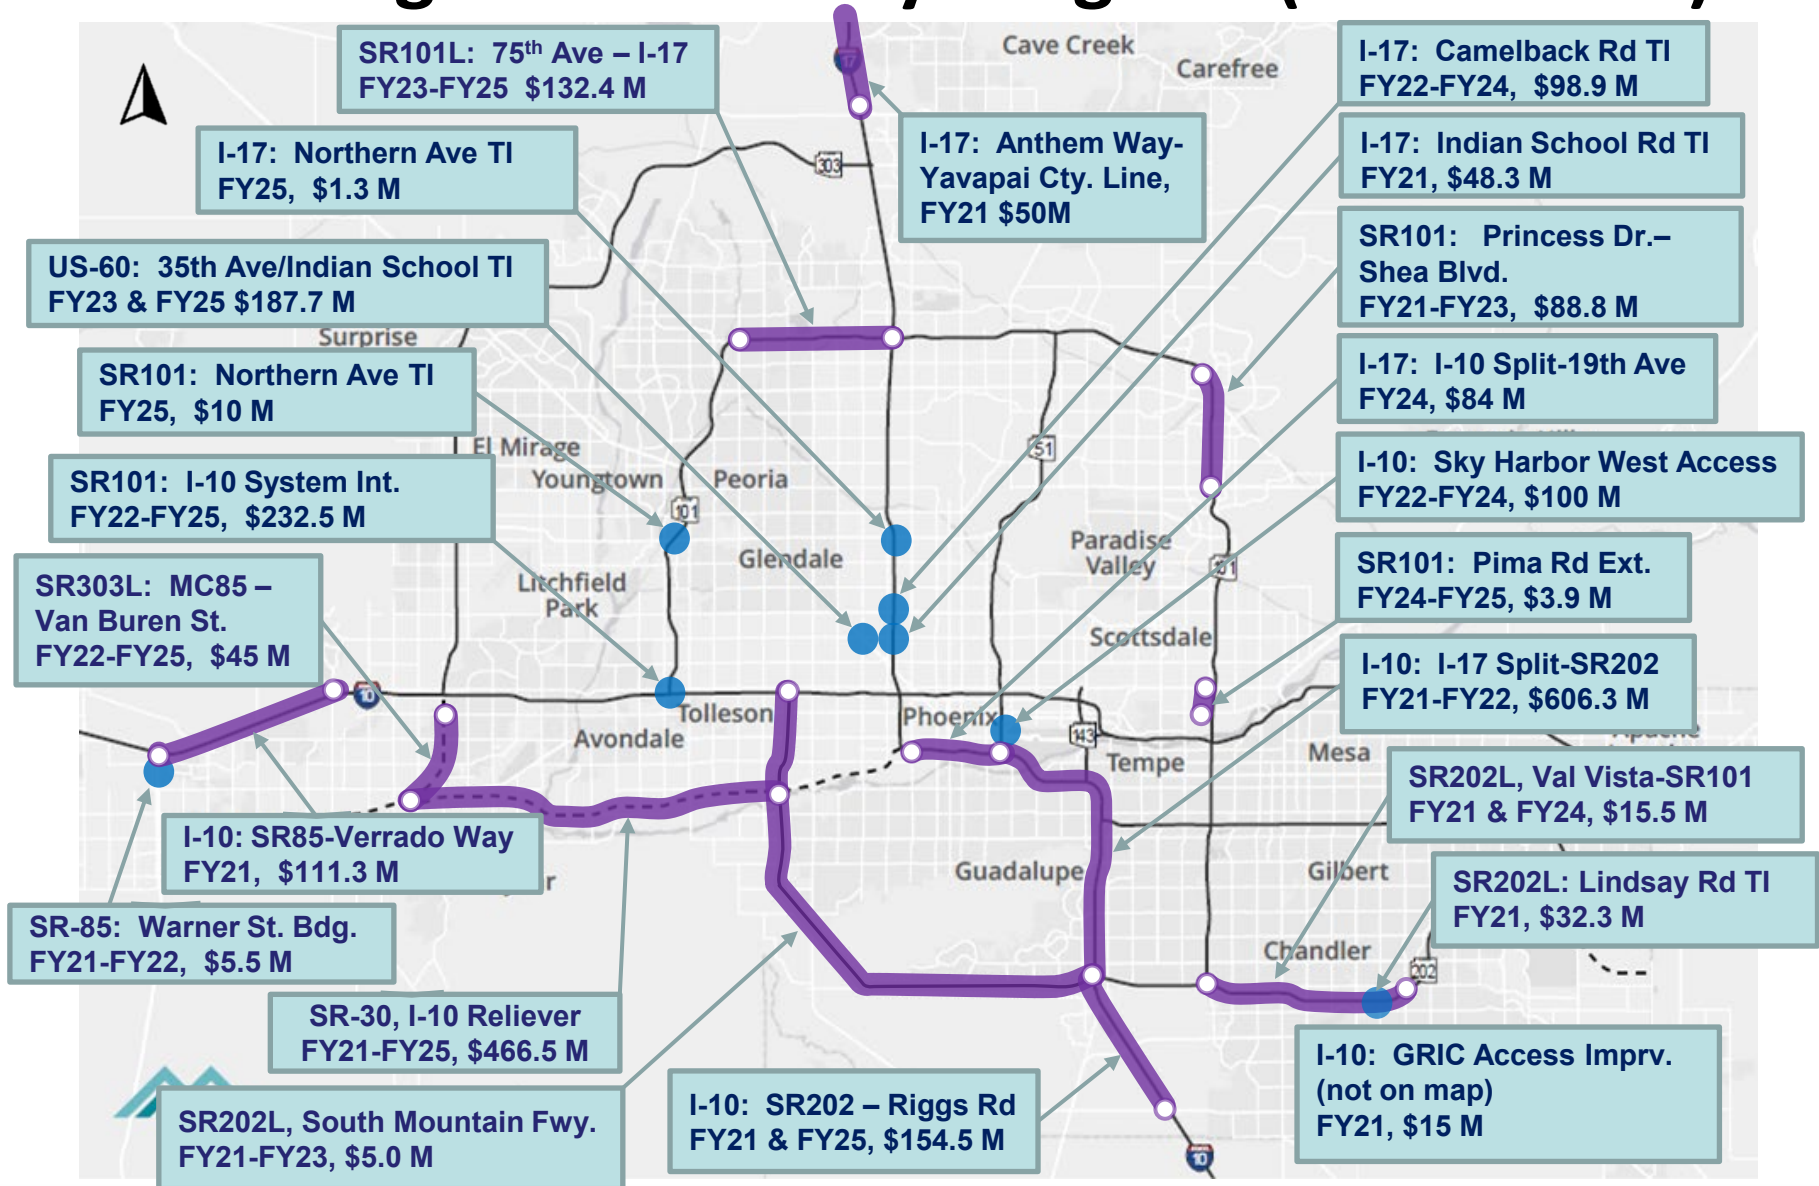 SR101L: 75th Ave – I-17
FY23-FY25 $132.4 M
I-17: Northern Ave TI
FY25, $1.3 M
US-60: 35th Ave/Indian School TI
FY23 & FY25 $187.7 M
SR101: Northern Ave TI
FY25, $10 M
SR101: I-10 System Int.
FY22-FY25, $232.5 M
SR303L: MC85 –
Van Buren St.
FY22-FY25, $45 M
I-10: SR85-Verrado Way
FY21, $111.3 M
SR-85: Warner St. Bdg.
FY21-FY22, $5.5 M
SR-30, I-10 Reliever
FY21-FY25, $466.5 M
SR202L, South Mountain Fwy.
FY21-FY23, $5.0 M
I-17: Anthem Way-
Yavapai Cty. Line,
FY21 $50M
I-10: SR202 – Riggs Rd
FY21 & FY25, $154.5 M
I-17: Camelback Rd TI
FY22-FY24, $98.9 M
I-17: Indian School Rd TI
FY21, $48.3 M
SR101: Princess Dr.–
Shea Blvd.
FY21-FY23, $88.8 M
I-17: I-10 Split-19th Ave
FY24, $84 M
I-10: Sky Harbor West Access
FY22-FY24, $100 M
SR101: Pima Rd Ext.
FY24-FY25, $3.9 M
I-10: I-17 Split-SR202
FY21-FY22, $606.3 M
SR202L, Val Vista-SR101
FY21 & FY24, $15.5 M
SR202L: Lindsay Rd TI
FY21, $32.3 M
I-10: GRIC Access Imprv.
(not on map)
FY21, $15 M
Cave Creek
Carefree
17
303
Surprise
El Mirage
Youngtown
Peoria
51
101
Glendale
Paradise
Valley
101
Litchfield
Park
Scottsdale
10
Tolleson
Phoenix
Avondale
143
Tempe
Mesa
Guadalupe
Gilbert
Chandler
202
10